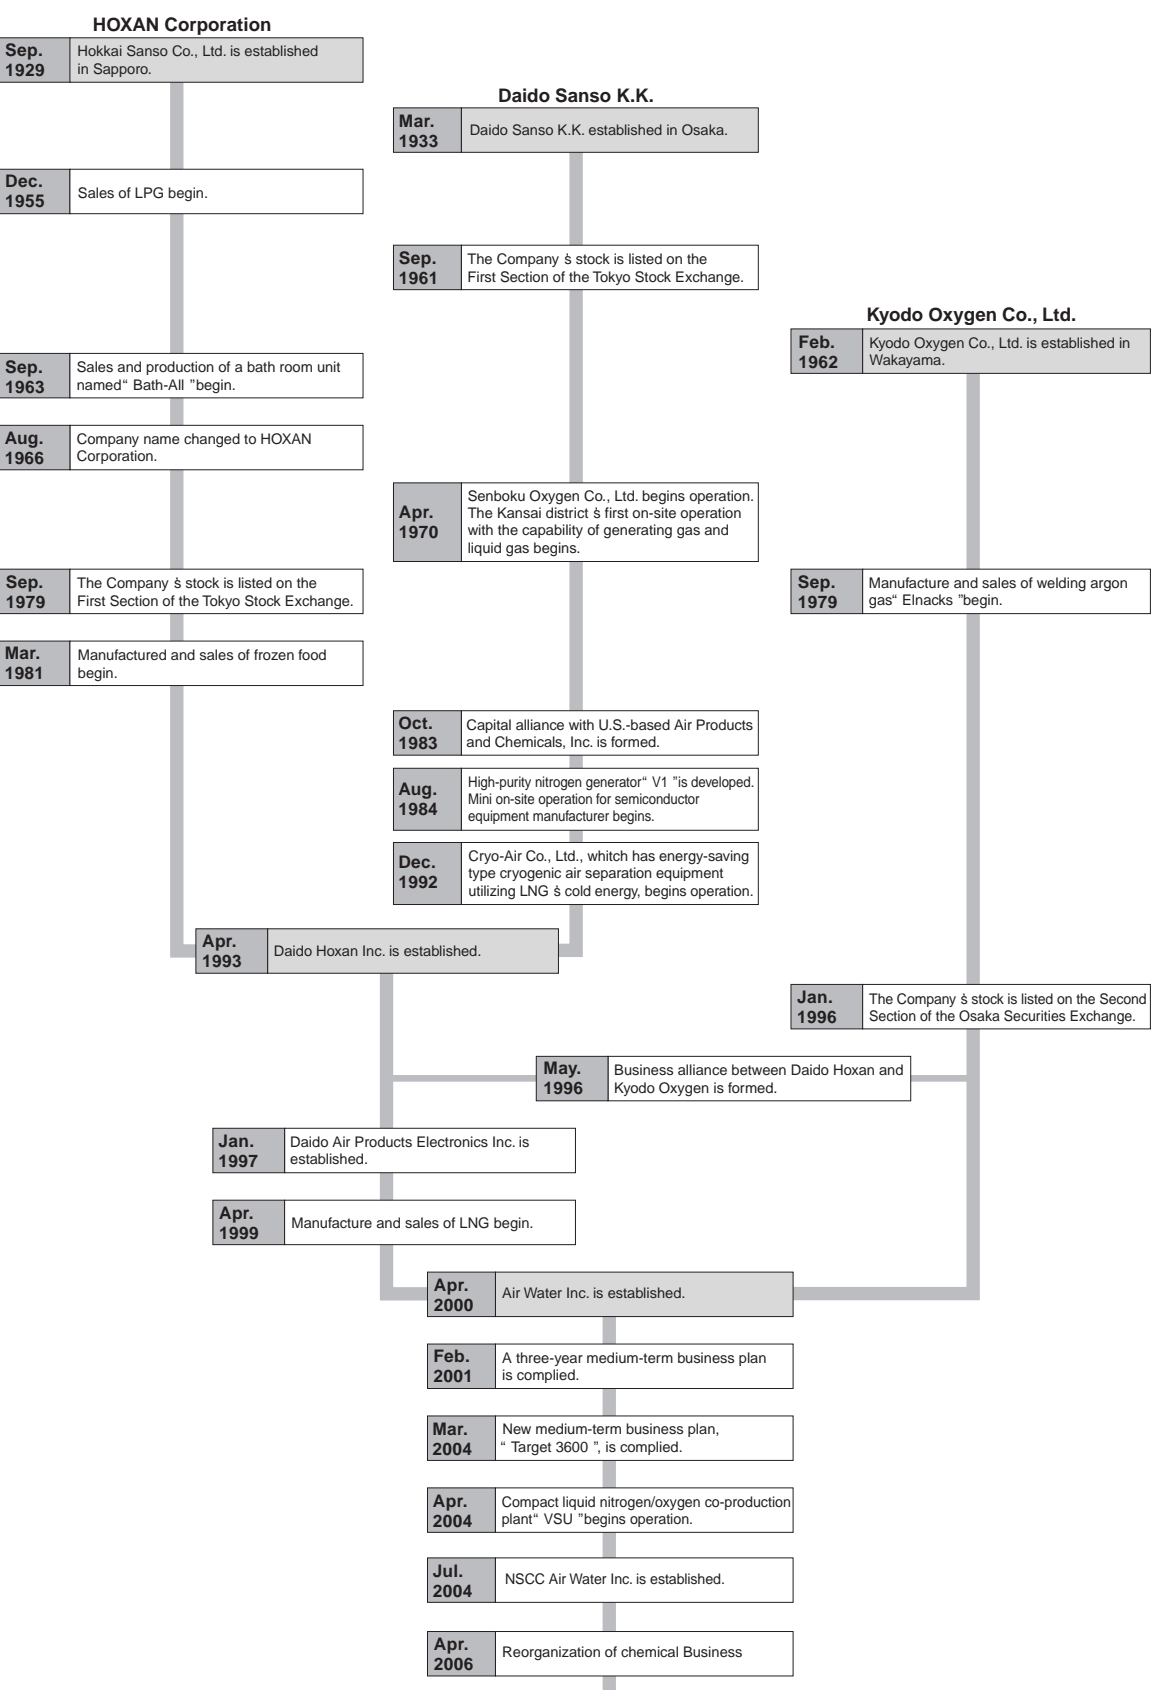 HOXAN Corporation
Sep.
1929
Hokkai Sanso Co., Ltd. is established
in Sapporo.
Daido Sanso K.K.
Mar.
1933
Daido Sanso K.K. established in Osaka.
Dec.
1955
Sales of LPG begin.
Sep.
1961
The Company ’s stock is listed on the
First Section of the Tokyo Stock Exchange.
Kyodo Oxygen Co., Ltd.
Feb.
1962
Kyodo Oxygen Co., Ltd. is established in
Wakayama.
Sep.
1963
Sales and production of a bath room unit
named“ Bath-All ”begin.
Aug.
1966
Company name changed to HOXAN
Corporation.
Apr.
1970
Senboku Oxygen Co., Ltd. begins operation.
The Kansai district ’s first on-site operation
with the capability of generating gas and
liquid gas begins.
Sep.
1979
The Company ’s stock is listed on the
First Section of the Tokyo Stock Exchange.
Sep.
1979
Manufacture and sales of welding argon
gas“ Elnacks ”begin.
Mar.
1981
Manufactured and sales of frozen food
begin.
Oct.
1983
Capital alliance with U.S.-based Air Products
and Chemicals, Inc. is formed.
Aug.
1984
High-purity nitrogen generator“ V1 ”is developed.
Mini on-site operation for semiconductor
equipment manufacturer begins.
Dec.
1992
Cryo-Air Co., Ltd., whitch has energy-saving
type cryogenic air separation equipment
utilizing LNG ’s cold energy, begins operation.
Apr.
1993
Daido Hoxan Inc. is established.
Jan.
1996
The Company ’s stock is listed on the Second
Section of the Osaka Securities Exchange.
May.
1996
Business alliance between Daido Hoxan and
Kyodo Oxygen is formed.
Jan.
1997
Daido Air Products Electronics Inc. is
established.
Apr.
1999
Manufacture and sales of LNG begin.
Apr.
2000
Air Water Inc. is established.
Feb.
2001
A three-year medium-term business plan
is complied.
Mar.
2004
New medium-term business plan,
“ Target 3600 ”, is complied.
Apr.
2004
Compact liquid nitrogen/oxygen co-production
plant“ VSU ”begins operation.
Jul.
2004
NSCC Air Water Inc. is established.
Apr.
2006
Reorganization of chemical Business